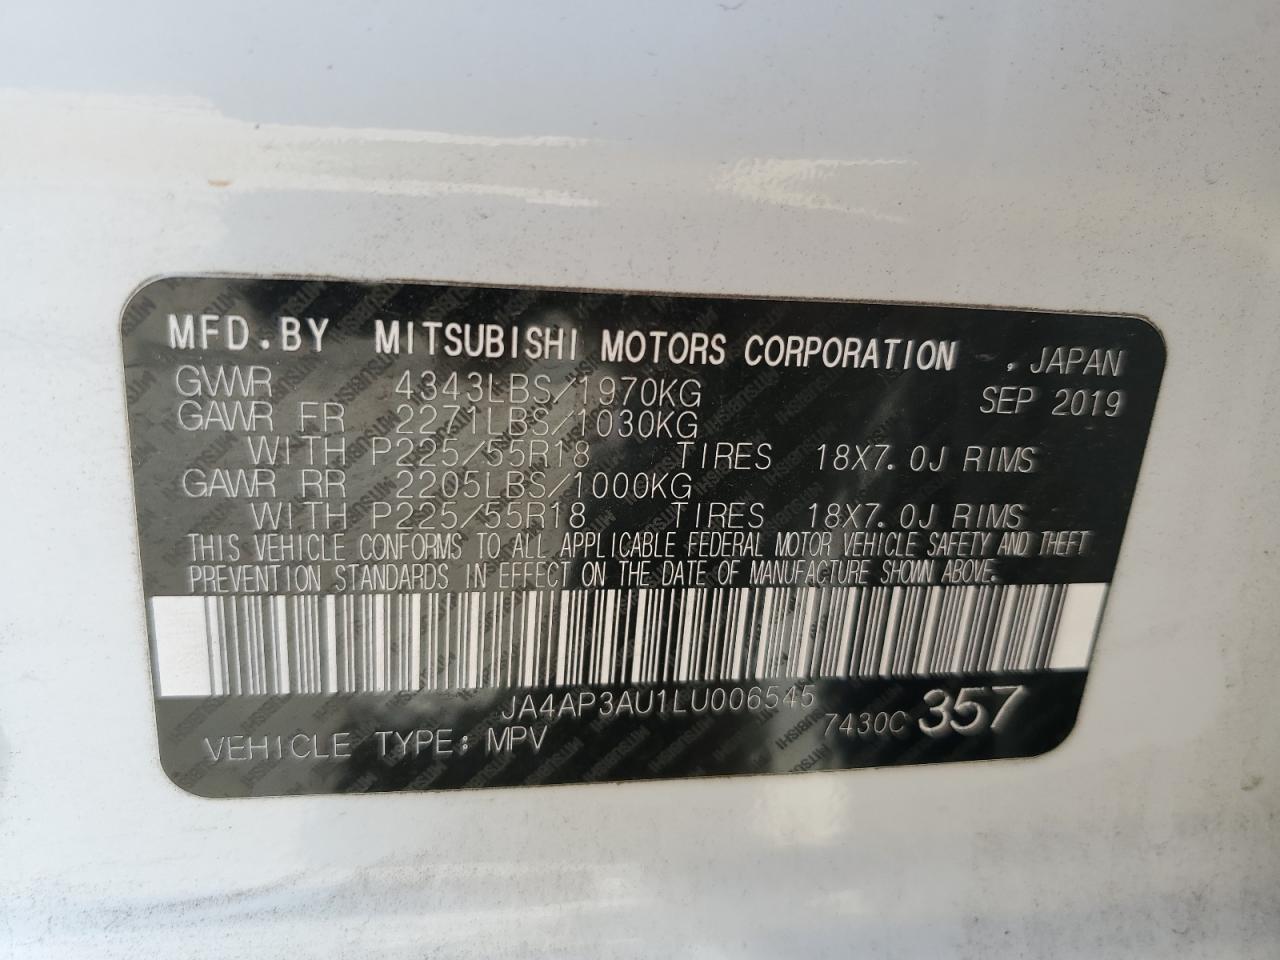 MFD.BY MITSUBISHI MOTORS CORPORATION . JAPAN
GWWR 4343LBS/1970KG SEP 2019
GAWR FR 2271LBS/1030KG
WITH P225/55R18 TIRES 18X7.0J RIMS
GAWR RR 2205LBS/1000KG
WITH P225/55R18 TIRES 18X7.0J RIMS
THIS VEHICLE CONFORMS TO ALL APPLICABLE FEDERAL MOTOR VEHICLE SAFETY AND THEFT
PREVENTION STANDARDS IN EFFECT ON THE DATE OF MANUFACTURE SHOWN ABOVE.
JA4AP3AU1LU006545
7430C 357
VEHICLE TYPE: MPV